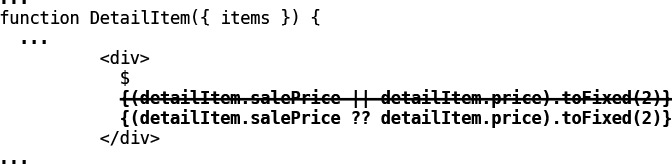 ...
function DetailItem({ items }) {
...
<div>
$
{(detailItem.salePrice || detailItem.price).toFixed(2)}
{(detailItem.salePrice ?? detailItem.price).toFixed(2)}
</div>
...